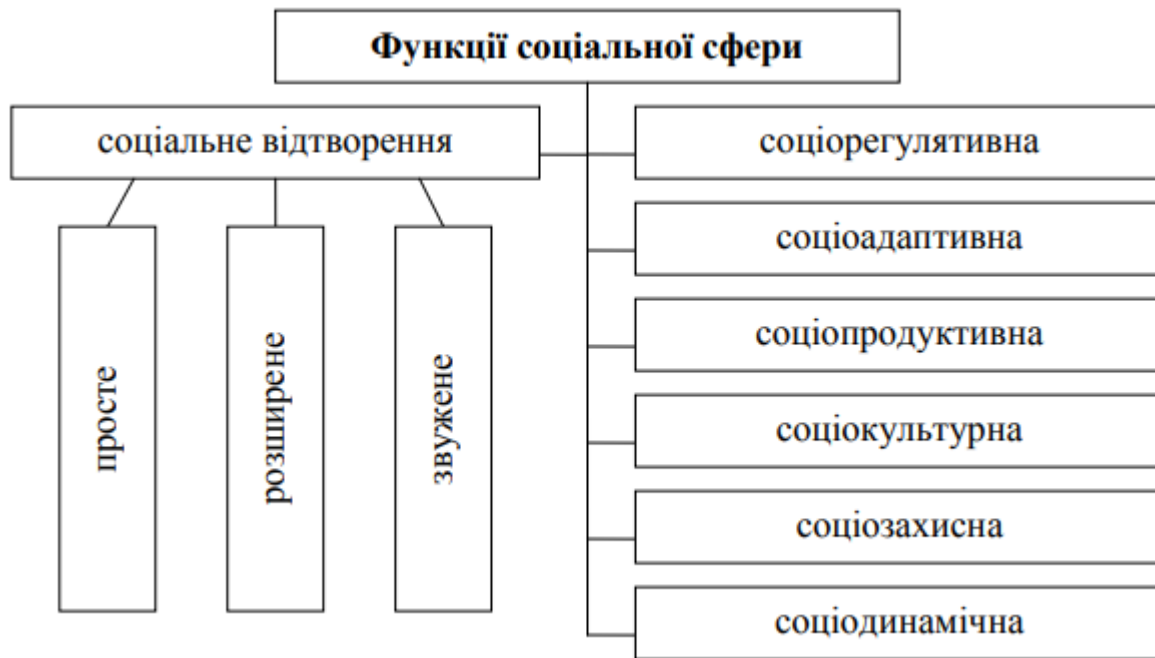 Функції соціальної сфери
соціальне відтворення
просте
розширене
звужене
соціорегулятивна
соціоадаптивна
соціопродуктивна
соціокультурна
соціозахисна
соціодинамічна